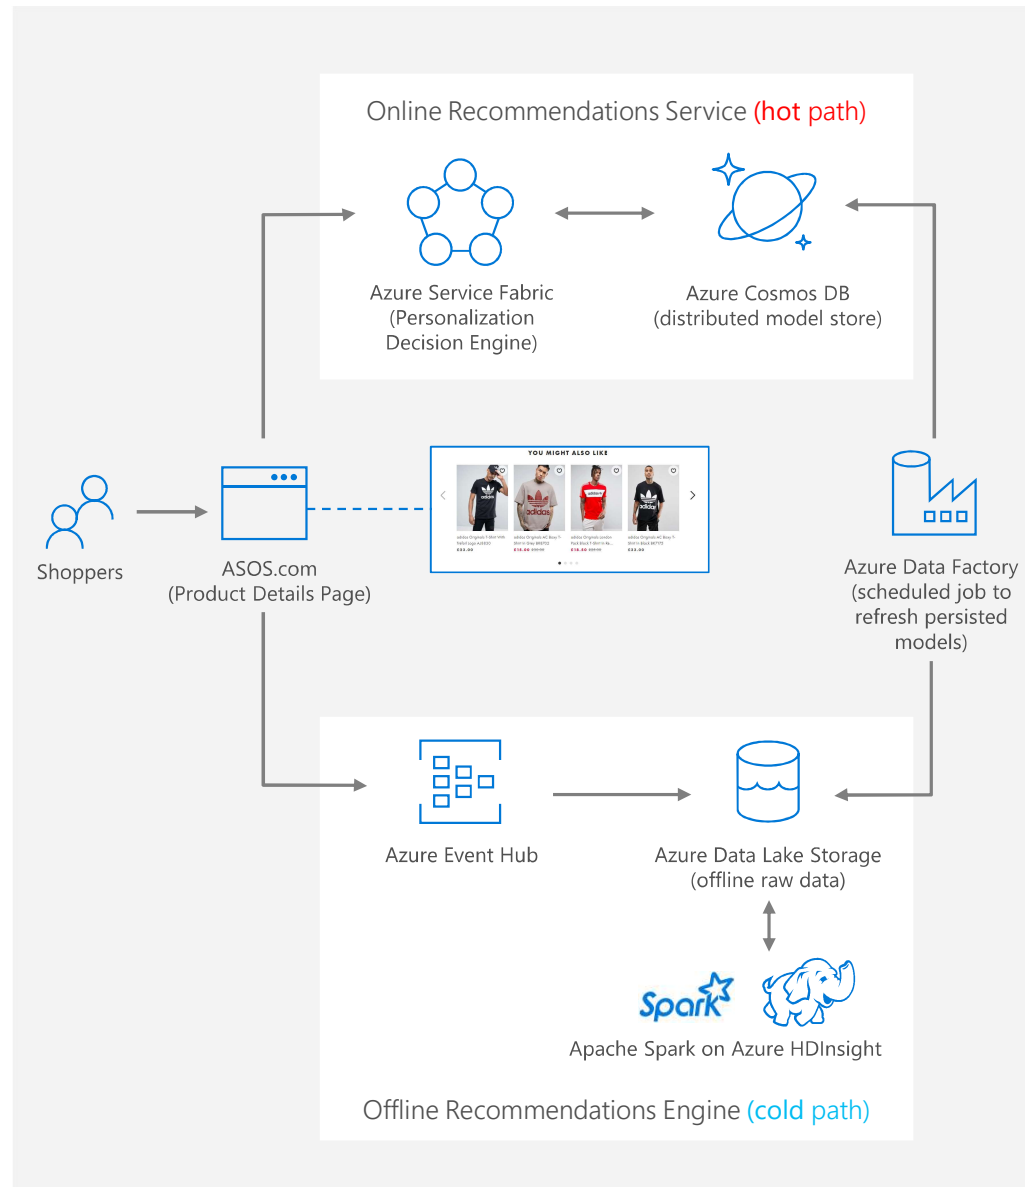 Online Recommendations Service (hot path)
Azure Service Fabric
(Personalization
Decision Engine)
Azure Cosmos DB
(distributed model store)
YOU MIGHT ALSO LIKE
adidas
adidas
adidas
Shoppers
ASOS.com
(Product Details Page)
Azure Data Factory
(scheduled job to
refresh persisted
models)
Azure Event Hub
Azure Data Lake Storage
(offline raw data)
Spark
Apache Spark on Azure HDInsight
Offline Recommendations Engine (cold path)